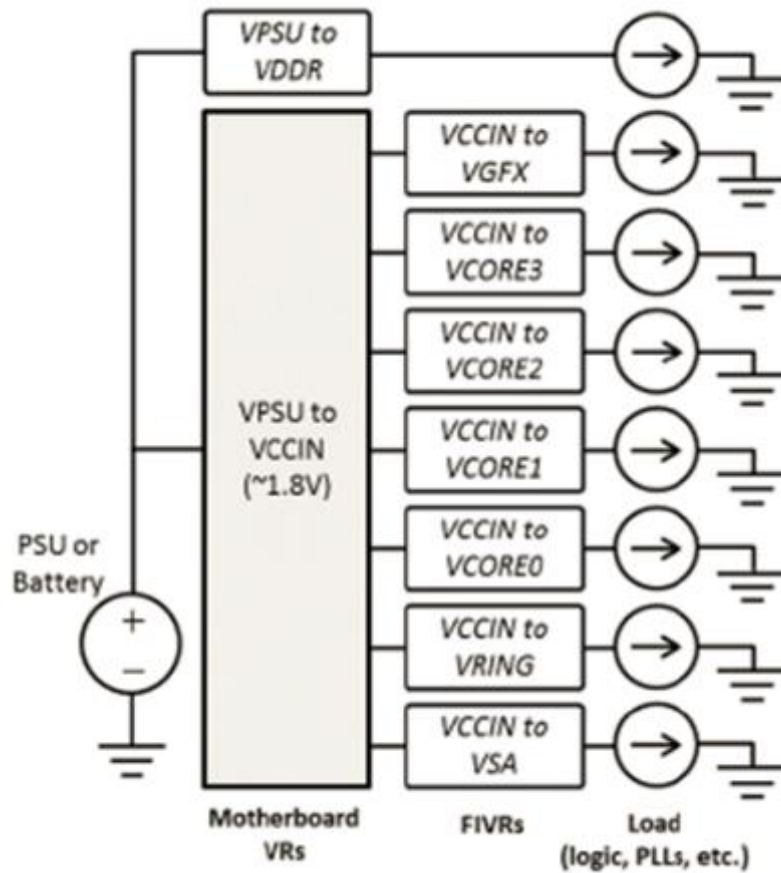 VPSU to
VDDR
VCCIN to
VGFX
VCCIN to
VCORE3
VCCIN to
VCORE2
VPSU to
VCCIN
(~1.8V)
VCCIN to
VCORE1
PSU or
Battery
+
−
VCCIN to
VCORE0
VCCIN to
VRING
VCCIN to
VSA
Motherboard
VRs
FIVRs
Load
(logic, PLLs, etc.)